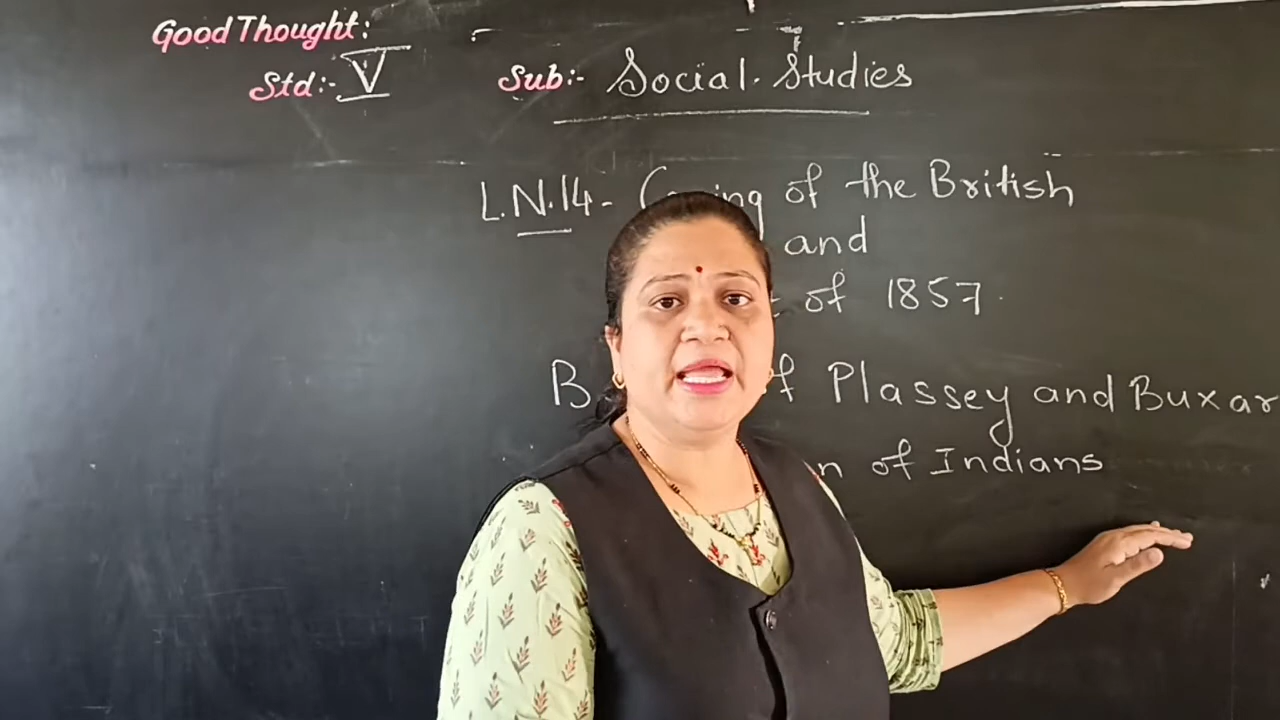 Good Thought:
Std:- V Sub:- Social Studies
L.N.14- Coming of the British
and
of 1857.
of Plassey and Buxar
of Indians